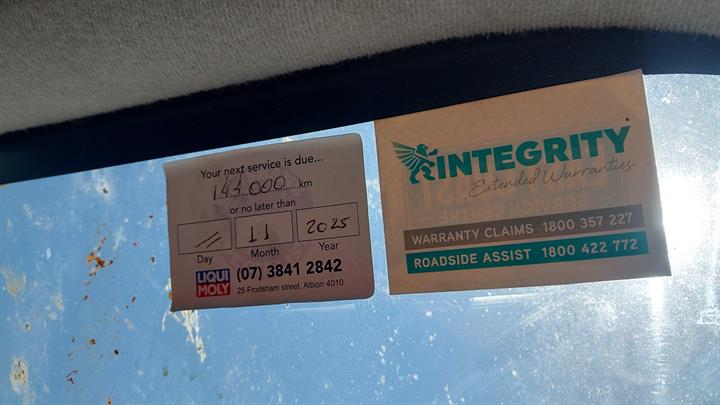 Your next service is due...
144000 km
or no later than
11 2025
Day Month Year
LIQUI MOLY (07) 3841 2842
25 Frodsham street, Albion 4010
INTEGRITY
Extended Warranties
WARRANTY CLAIMS 1800 357 227
ROADSIDE ASSIST 1800 422 772